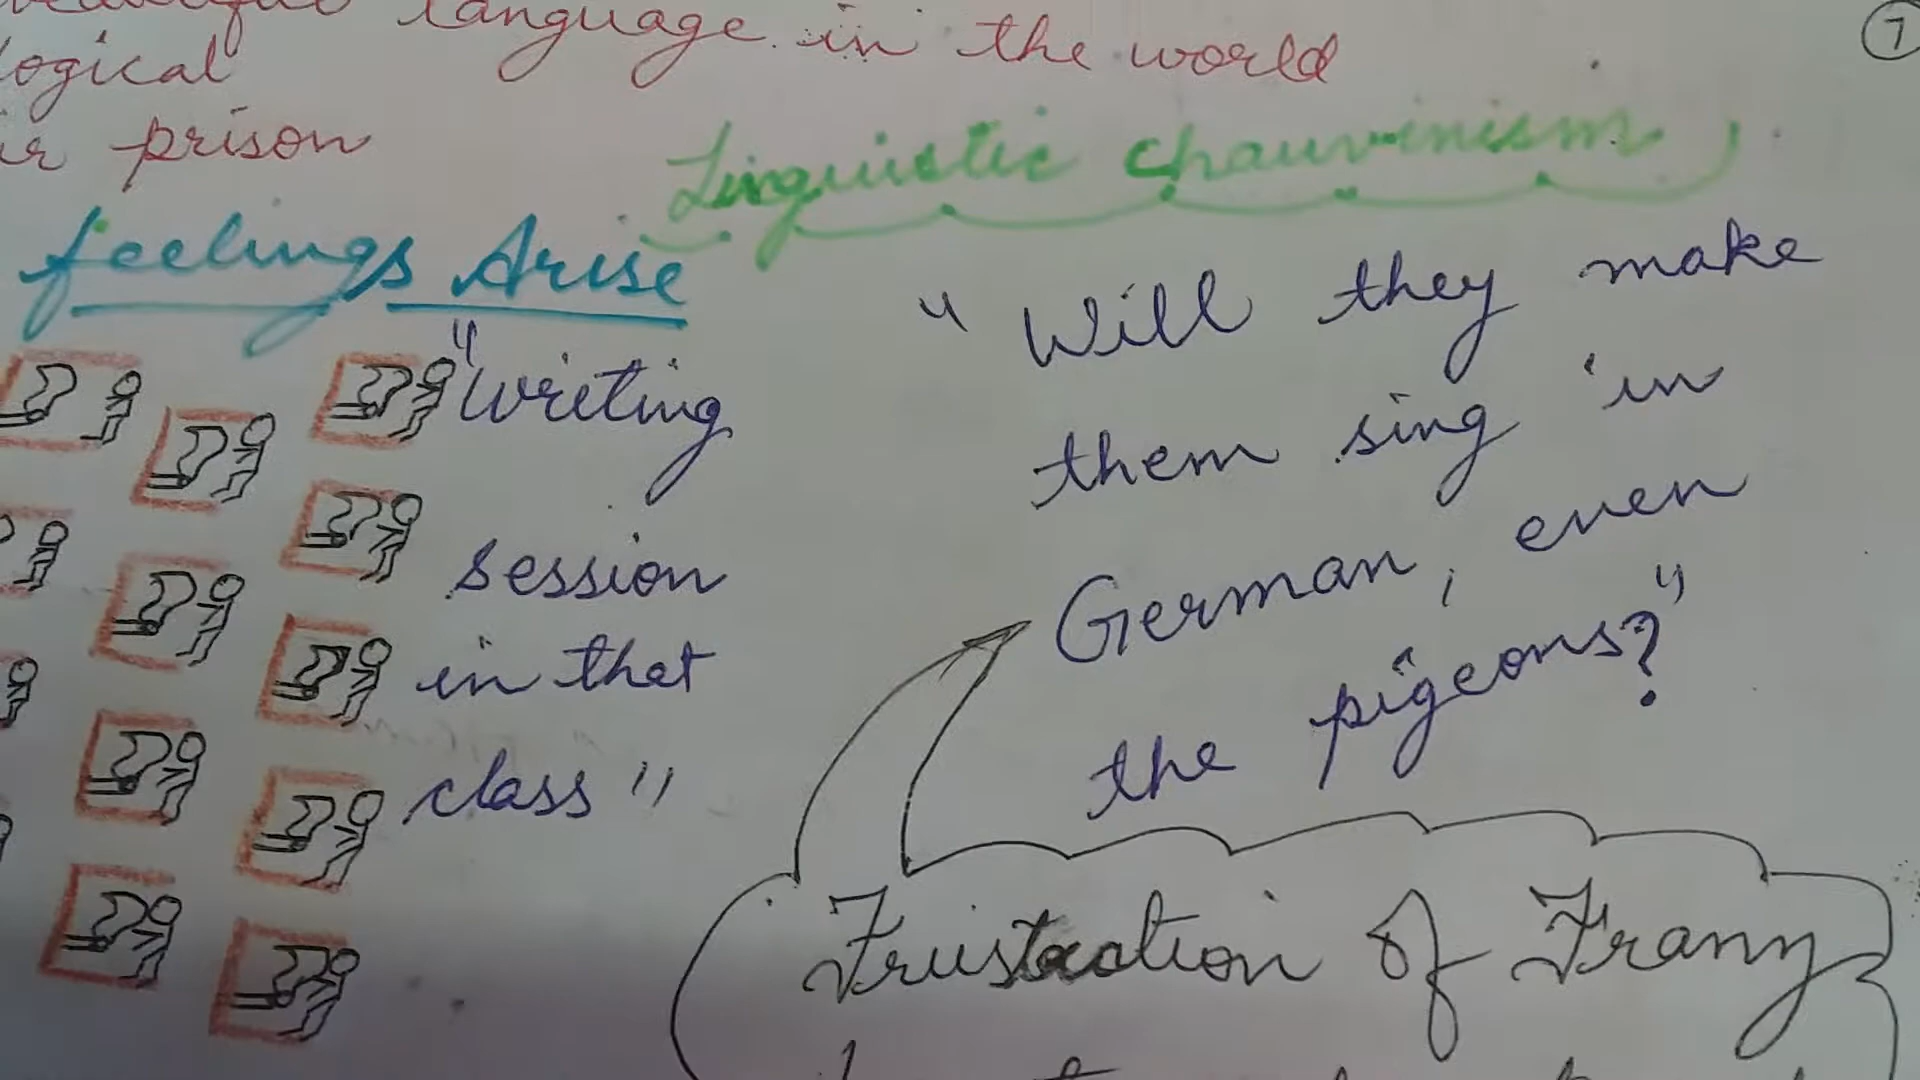 language in the world
logical
prison
7
Linguistic chauvinism
feelings Arise
"Writing
session
in that
class"
"Will they make
them sing in
German, even
the pigeons?"
Frustration of Frany